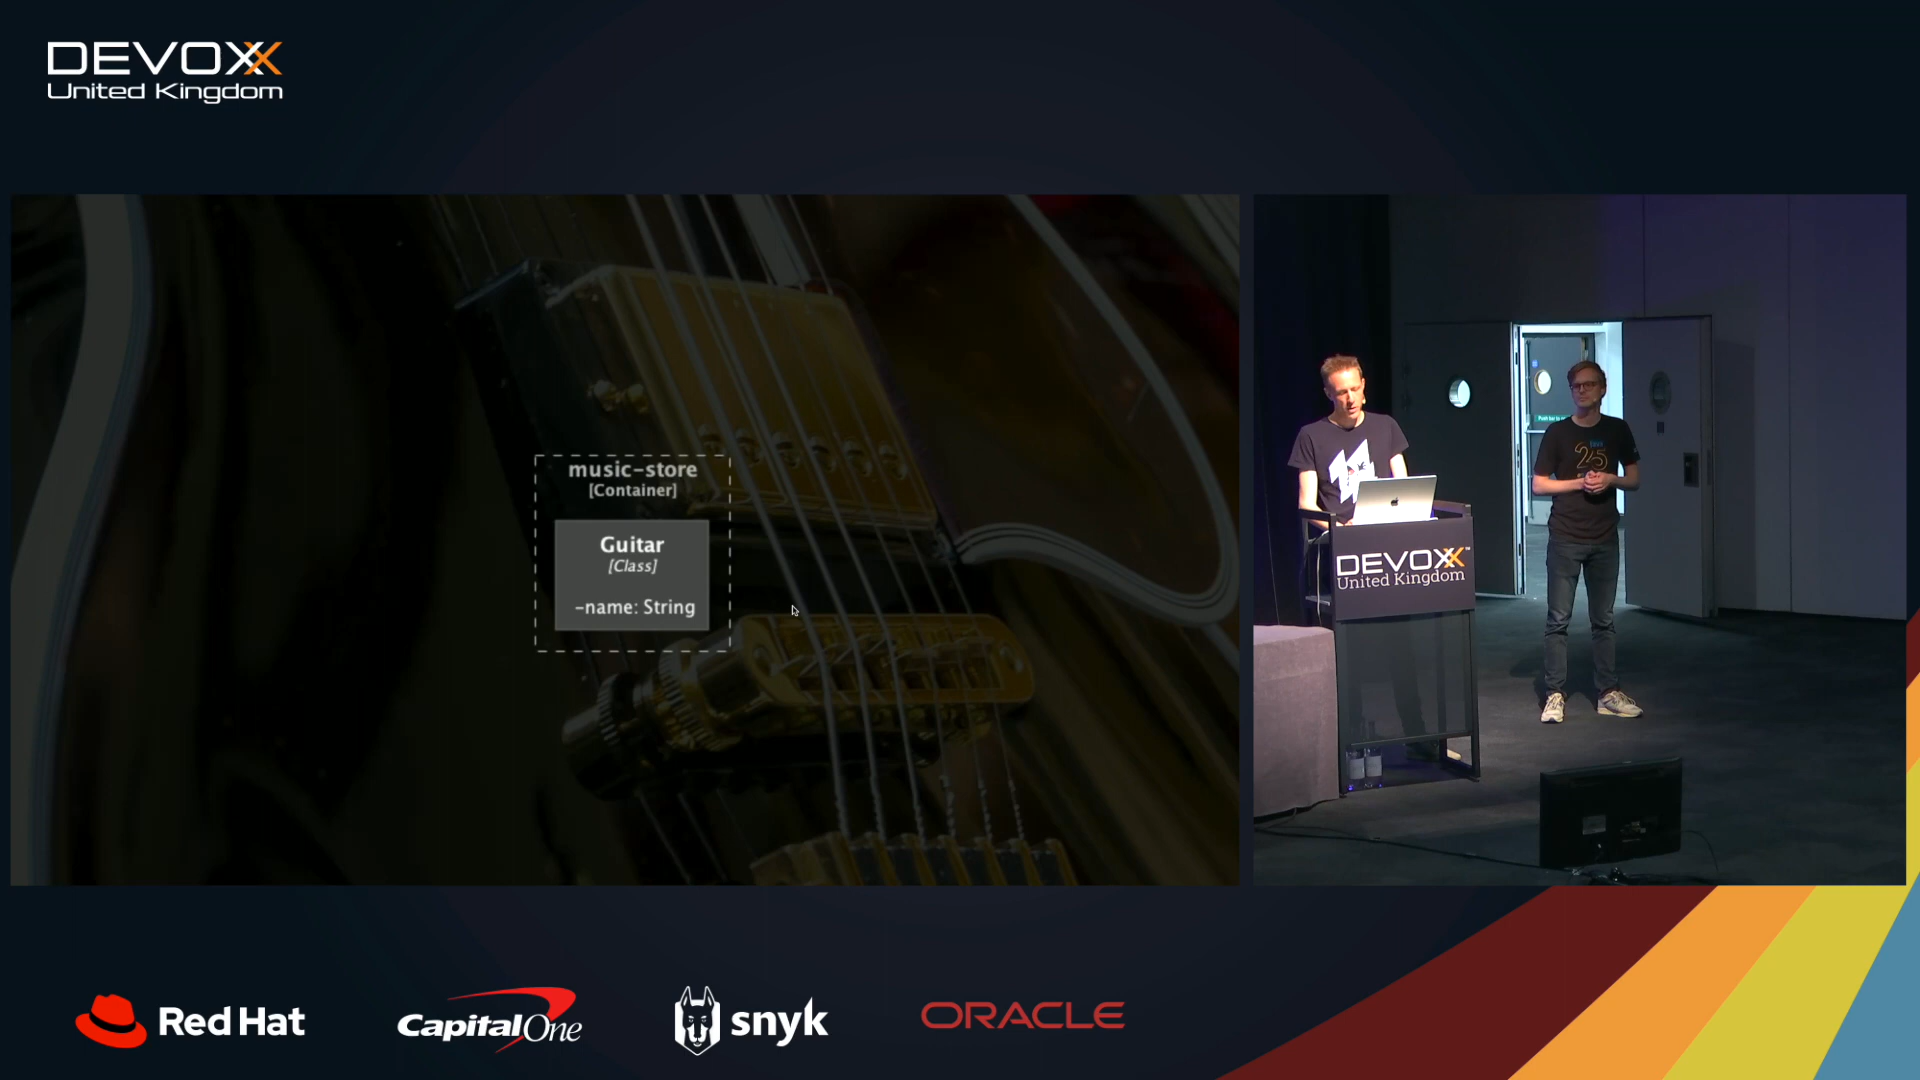 DEVOXX
United Kingdom
music-store
[Container]
Guitar
[Class]
-name: String
25
DEVOXX
United Kingdom
Red Hat
Capital One
snyk
ORACLE